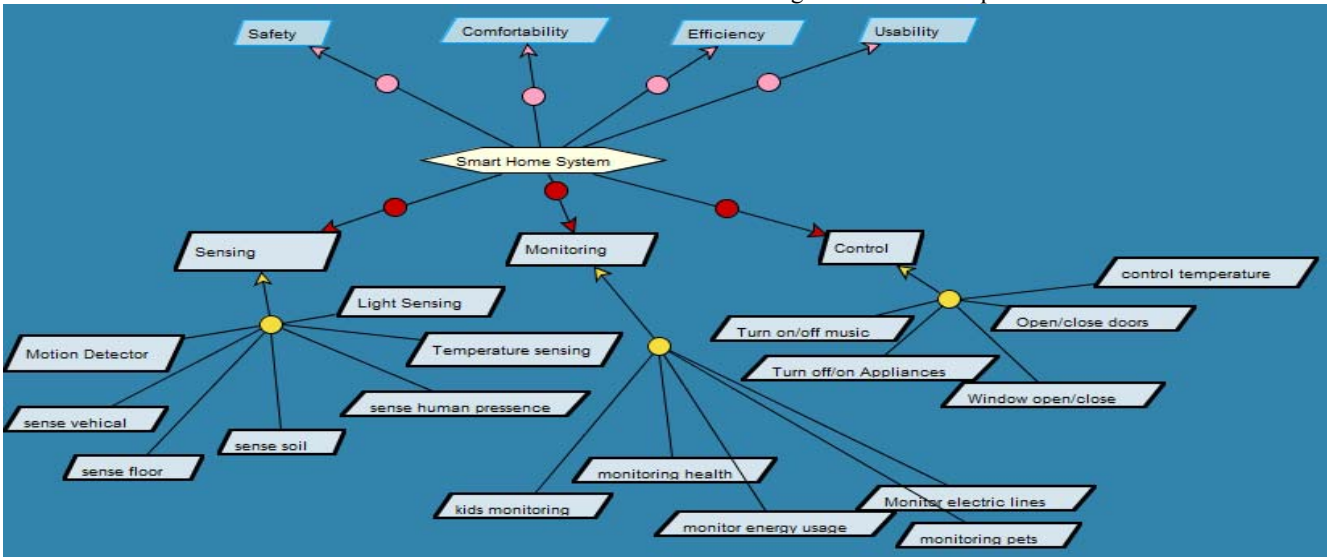 Safety
Comfortability
Efficiency
Usability
Smart Home System
Sensing
Monitoring
Control
control temperature
Light Sensing
Turn on/off music
Open/close doors
Motion Detector
Temperature sensing
Turn off/on Appliances
Window open/close
sense human pressence
sense vehical
sense soil
sense floor
monitoring health
kids monitoring
Monitor electric lines
monitor energy usage
monitoring pets